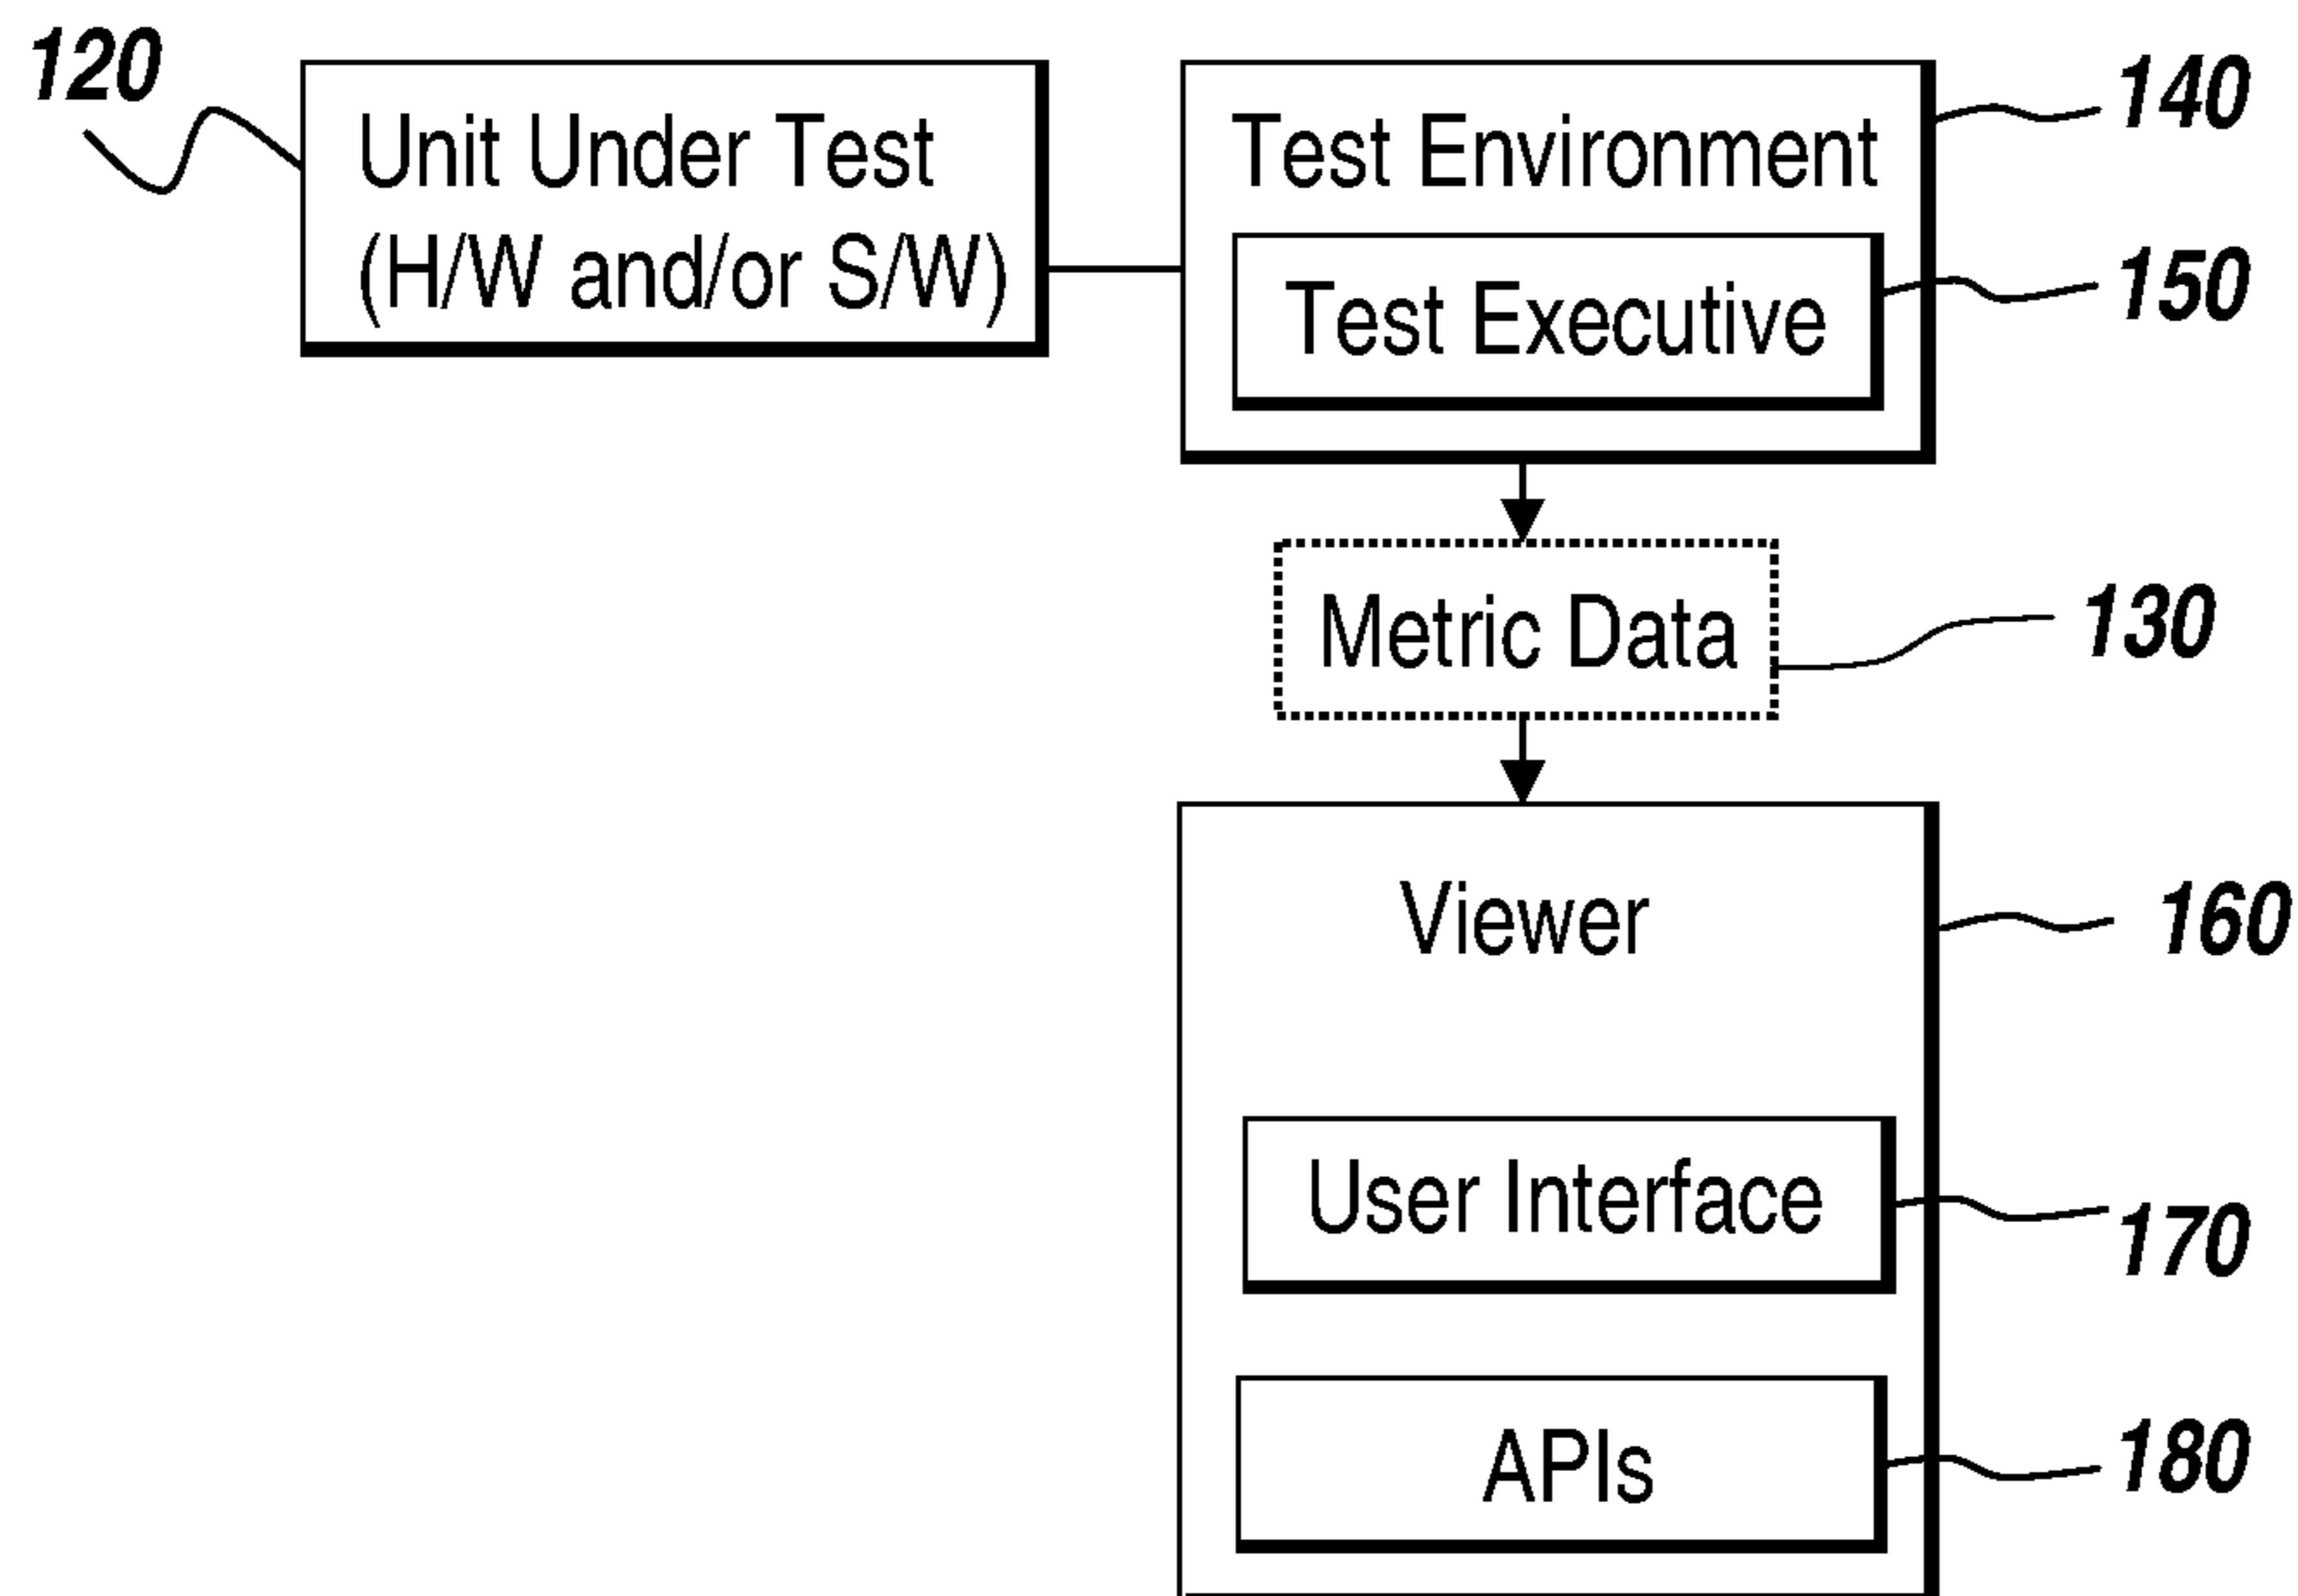 120
Unit Under Test
(H/W and/or S/W)
Test Environment
140
Test Executive
150
Metric Data
130
Viewer
160
User Interface
170
APIs
180